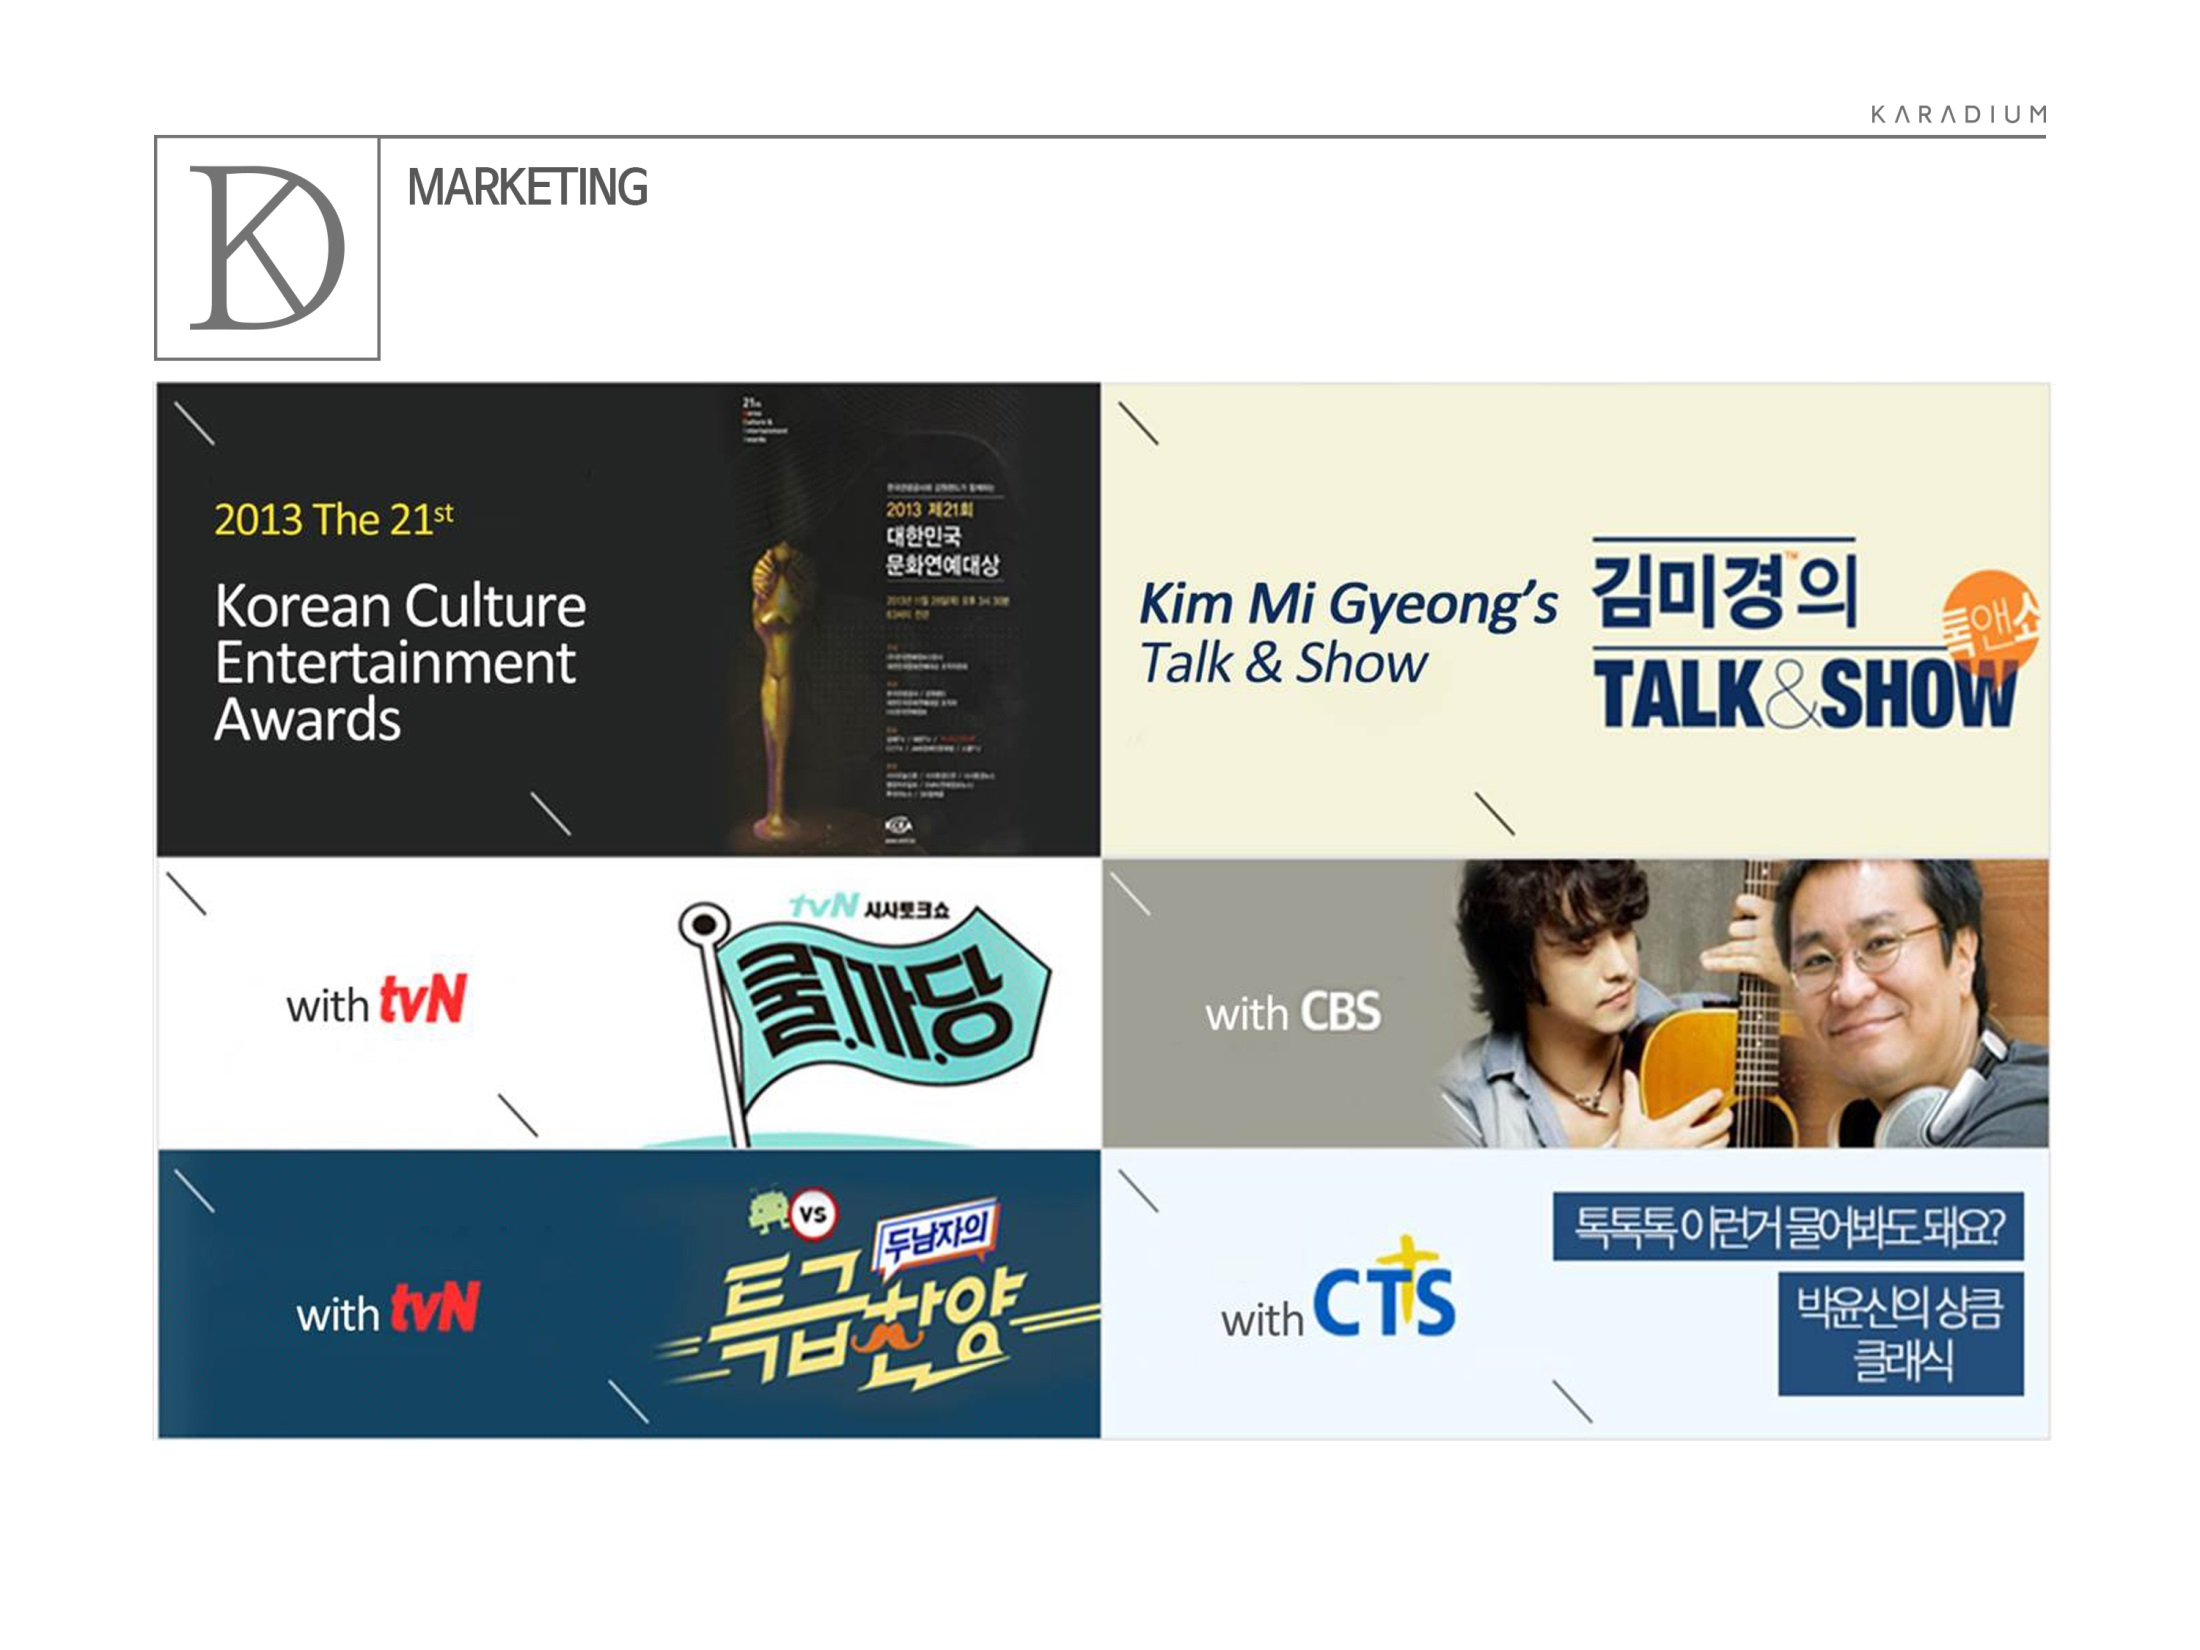 KARADIUM
KD
MARKETING
2013 The 21st
Korean Culture
Entertainment
Awards
21st
2013 제21회
대한민국
문화연예대상
Kim Mi Gyeong’s
Talk & Show
김미경™의
톡앤쇼
TALK&SHOW
with tvN
tvN 시사토크쇼
쿨.까.당
with CBS
with tvN
VS
두남자의
특급찬양
with CTS
톡톡톡 이런거 물어봐도 돼요?
박윤신의 상큼
클래식